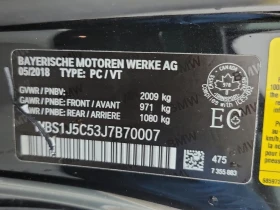 BAYERISCHE MOTOREN WERKE AG
05/2018 TYPE: PC / VT
GVWR / PNBV: 2009 kg
GAWR / PNBE: FRONT / AVANT 971 kg
GAWR / PNBE: REAR / ARRIERE 1080 kg
WBS1J5C53J7B70007
EC
475
7 355 883